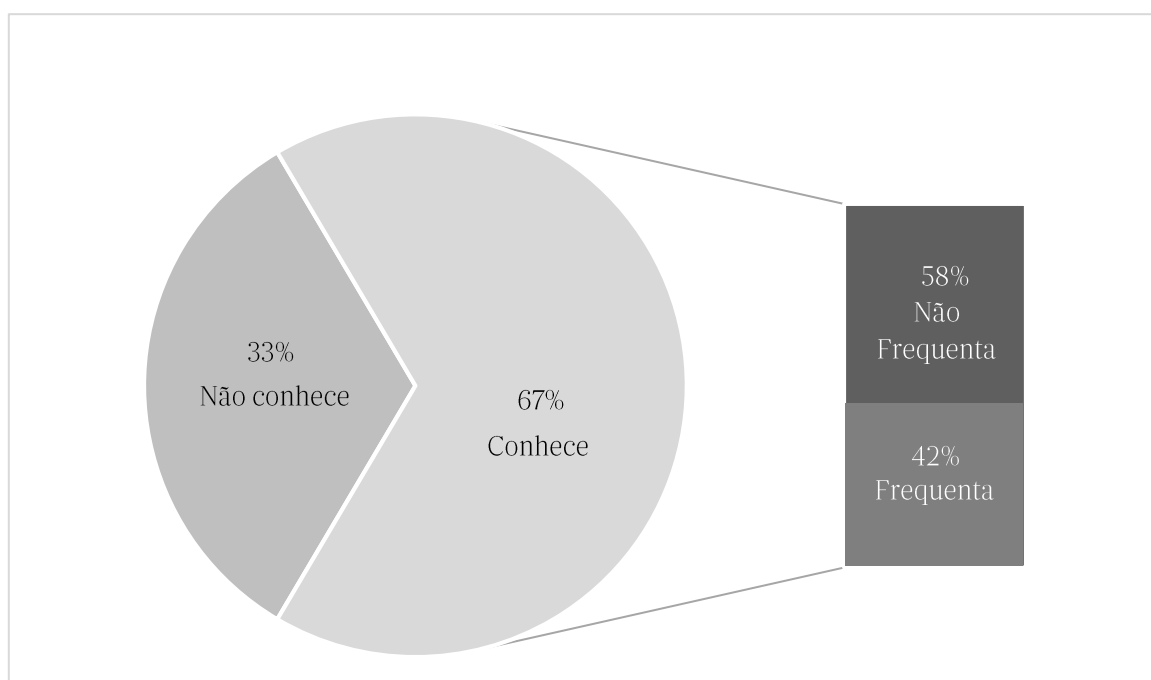 33%
Não conhece
67%
Conhece
58%
Não
Frequenta
42%
Frequenta